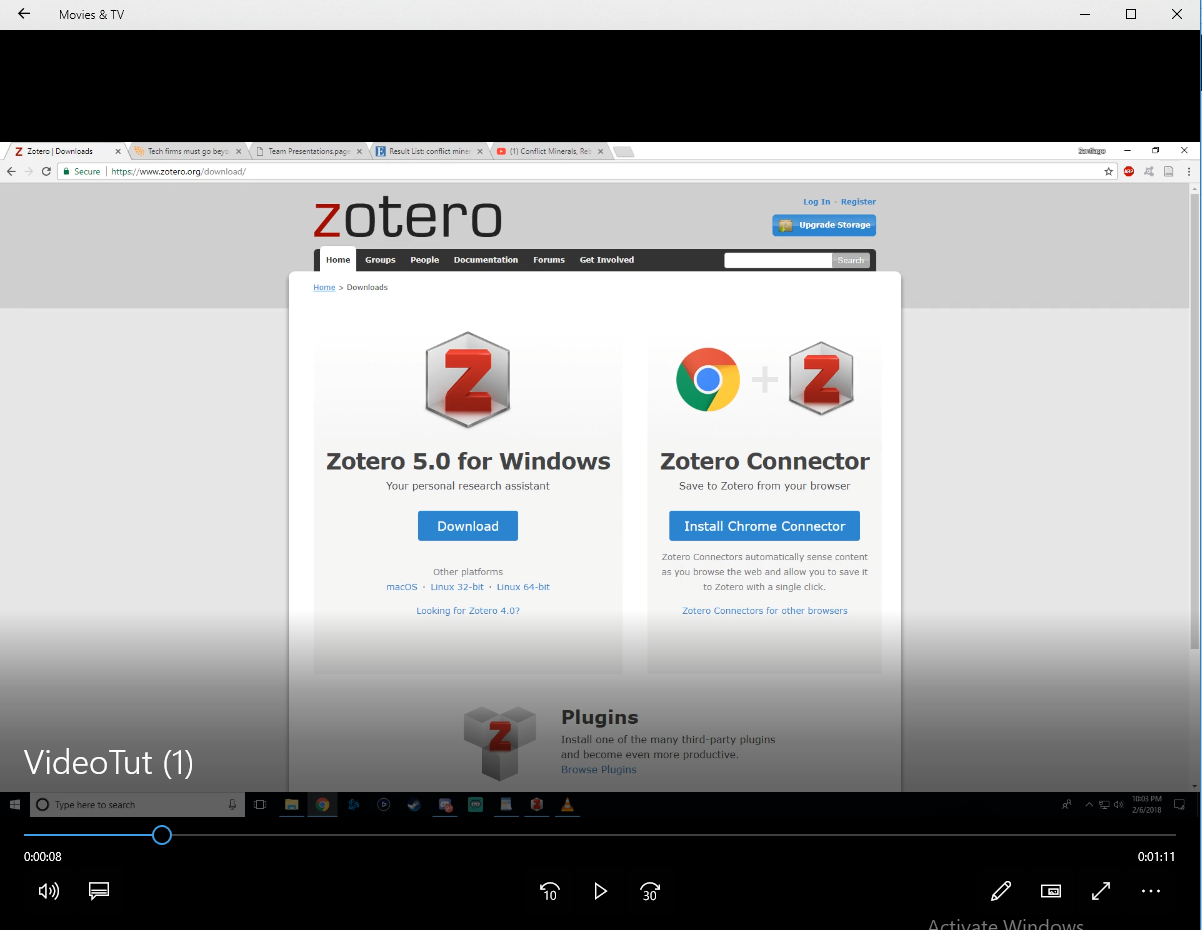 Movies & TV
Zotero | Downloads
Tech firms must go beyo
Team Presentations.page
Result List: conflict miner
(1) Conflict Minerals, Reb
Santiago
Secure
https://www.zotero.org/download/
ABP
zotero
Log In · Register
Upgrade Storage
Home Groups People Documentation Forums Get Involved
Search
Home > Downloads
Z
Z
Zotero 5.0 for Windows
Your personal research assistant
Download
Other platforms
macOS · Linux 32-bit · Linux 64-bit
Looking for Zotero 4.0?
Zotero Connector
Save to Zotero from your browser
Install Chrome Connector
Zotero Connectors automatically sense content
as you browse the web and allow you to save it
to Zotero with a single click.
Zotero Connectors for other browsers
Z
Plugins
Install one of the many third-party plugins
and become even more productive.
Browse Plugins
VideoTut (1)
Type here to search
10:03 PM
2/6/2018
0:00:08
0:01:11
10
30
Activate Windows